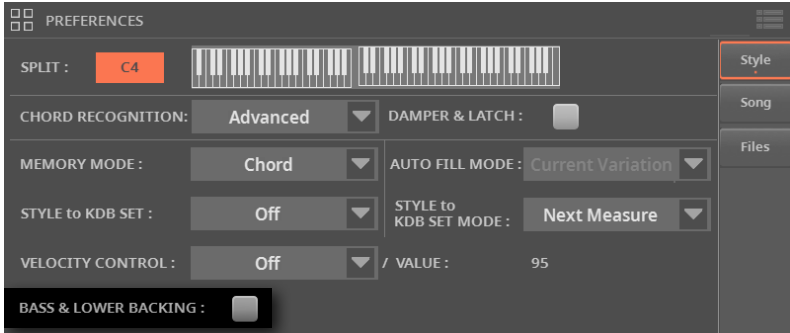 PREFERENCES
SPLIT : C4
Style
Song
Files
CHORD RECOGNITION: Advanced DAMPER & LATCH :
MEMORY MODE : Chord AUTO FILL MODE : Current Variation
STYLE to KDB SET : Off STYLE to
KDB SET MODE : Next Measure
VELOCITY CONTROL : Off / VALUE : 95
BASS & LOWER BACKING :